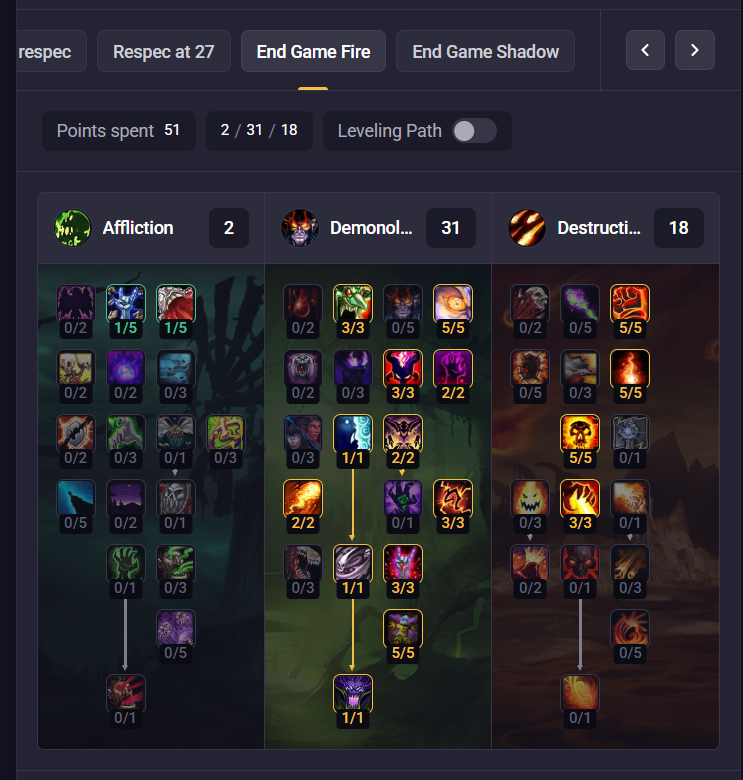 respec Respec at 27 End Game Fire End Game Shadow
Points spent 51 2 / 31 / 18 Leveling Path
Affliction 2 Demonol... 31 Destructi... 18
0/2 1/5 1/5 0/2 3/3 0/5 5/5 0/2 0/5 5/5
0/2 0/2 0/3 0/2 0/3 3/3 2/2 0/5 0/3 5/5
0/2 0/3 0/1 0/3 0/3 1/1 2/2 5/5 0/1
0/5 0/2 0/1 2/2 0/1 3/3 0/3 3/3 0/1
0/1 0/3 0/3 1/1 3/3 0/2 0/1 0/3
0/5 5/5 0/5
0/1 1/1 0/1